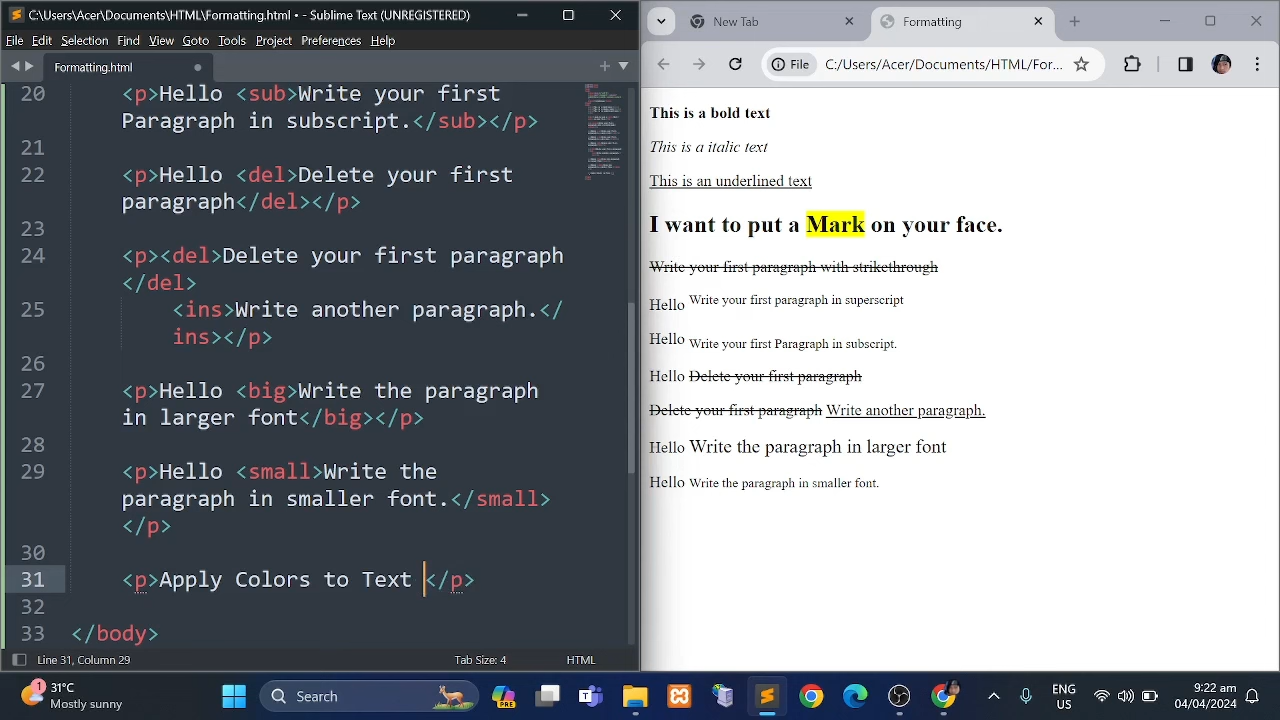 C:\Users\Acer\Documents\HTML\Formatting.html • - Sublime Text (UNREGISTERED)
File Edit Selection Find View Goto Tools Project Preferences Help
Formatting.html
20 <p>Hello <sub>Write your first
Paragraph in subscript.</sub></p>
21
22 <p>Hello <del>Delete your first
paragraph</del></p>
23
24 <p><del>Delete your first paragraph
</del>
25 <ins>Write another paragraph.</
ins></p>
26
27 <p>Hello <big>Write the paragraph
in larger font</big></p>
28
29 <p>Hello <small>Write the
paragraph in smaller font.</small>
</p>
30
31 <p>Apply Colors to Text </p>
32
33 </body>
Line 31, Column 29 Tab Size: 4 HTML
New Tab Formatting
File C:/Users/Acer/Documents/HTML/For...
This is a bold text
This is a italic text
This is an underlined text
I want to put a Mark on your face.
Write your first paragraph with strikethrough
Hello Write your first paragraph in superscript
Hello Write your first Paragraph in subscript.
Hello Delete your first paragraph
Delete your first paragraph Write another paragraph.
Hello Write the paragraph in larger font
Hello Write the paragraph in smaller font.
1 31°C
Mostly sunny
Search
PRE
ENG
US
9:22 am
04/04/2024